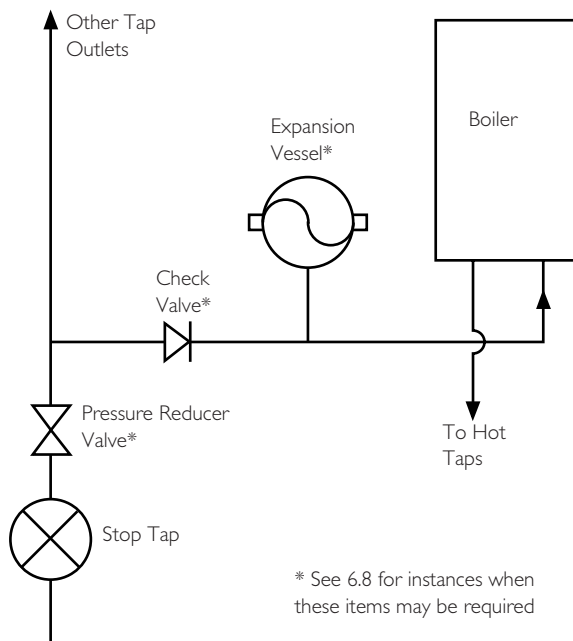 Other Tap
Outlets
Boiler
Expansion
Vessel*
Check
Valve*
Pressure Reducer
Valve*
To Hot
Taps
Stop Tap
* See 6.8 for instances when
these items may be required